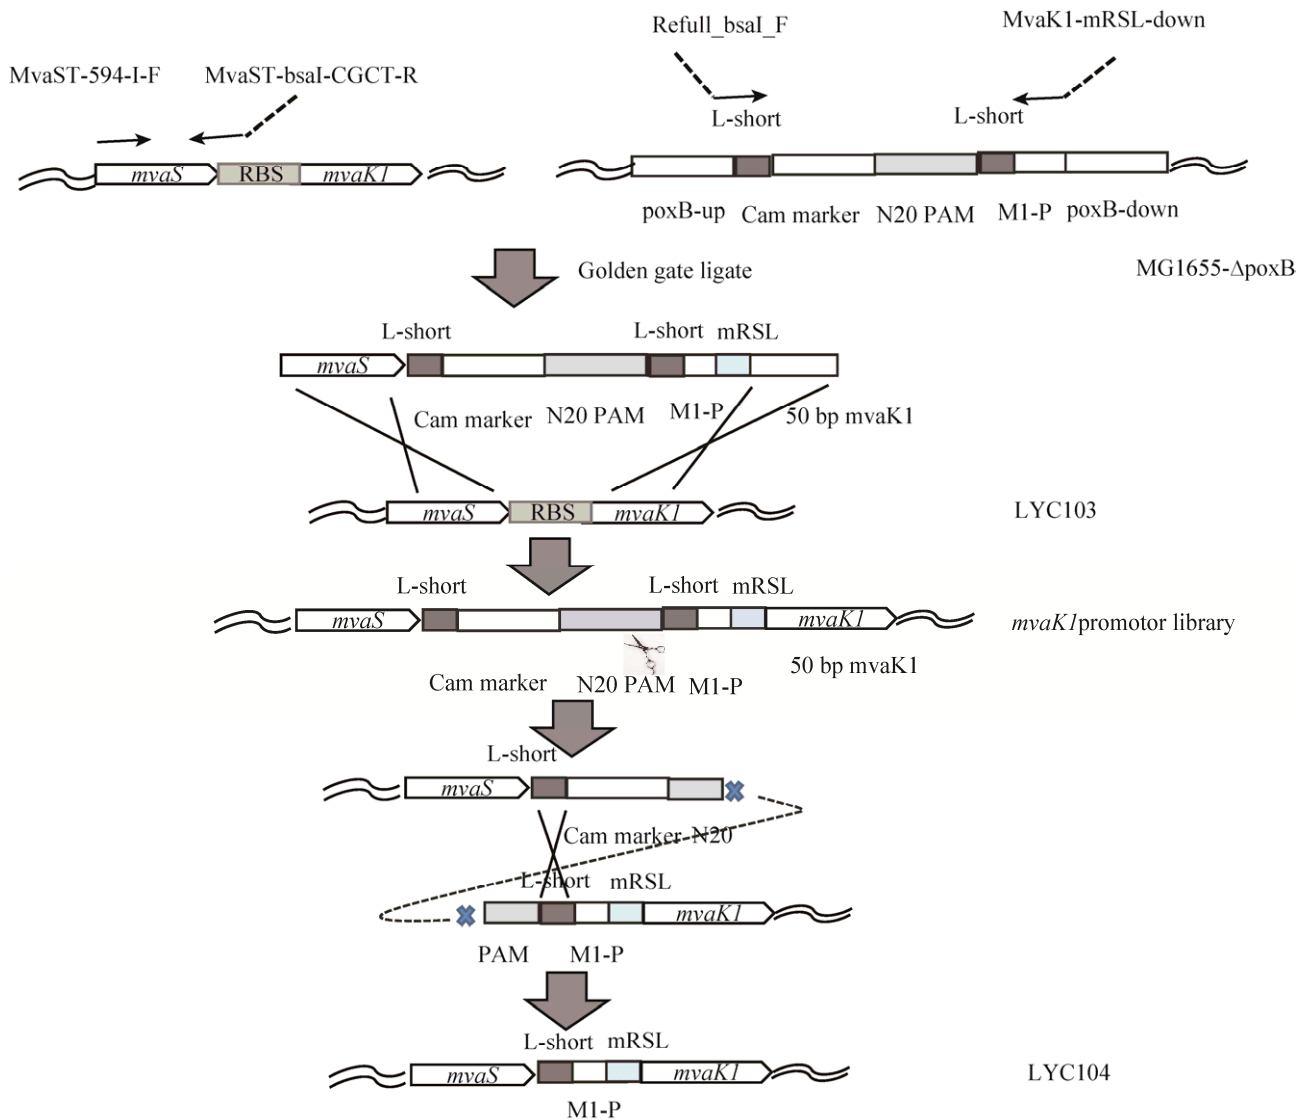 Refull_bsaI_F
MvaK1-mRSL-down
MvaST-594-I-F
MvaST-bsaI-CGCT-R
L-short
L-short
mvaS
RBS
mvaK1
poxB-up
Cam marker
N20 PAM
M1-P
poxB-down
Golden gate ligate
MG1655-ΔpoxB
L-short
L-short
mRSL
mvaS
Cam marker
N20 PAM
M1-P
50 bp mvaK1
mvaS
RBS
mvaK1
LYC103
L-short
L-short
mRSL
mvaS
mvaK1
mvaK1promotor library
Cam marker
N20 PAM
M1-P
50 bp mvaK1
L-short
mvaS
Cam marker
N20
L-short
mRSL
mvaK1
PAM
M1-P
L-short
mRSL
mvaS
mvaK1
LYC104
M1-P